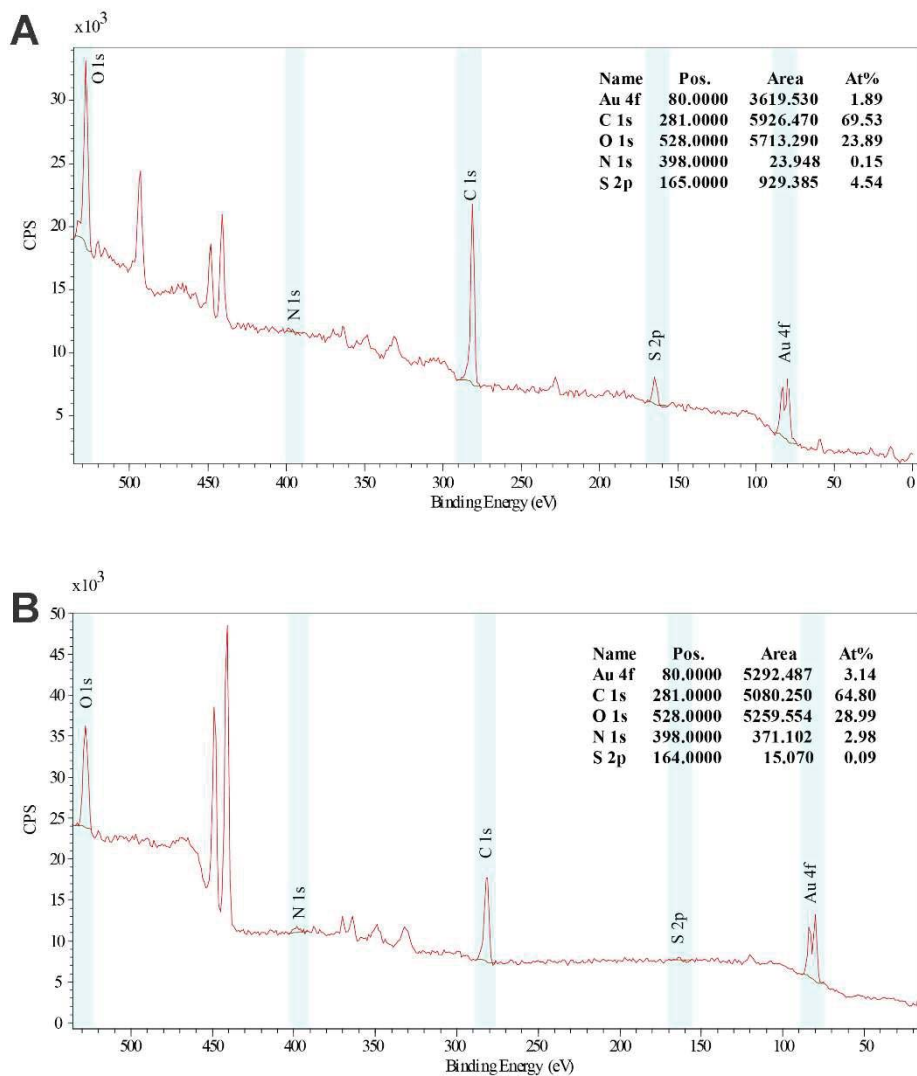 A
x10³
Name Pos. Area At%
Au 4f 80.0000 3619.530 1.89
C 1s 281.0000 5926.470 69.53
O 1s 528.0000 5713.290 23.89
N 1s 398.0000 23.948 0.15
S 2p 165.0000 929.385 4.54
O 1s
N 1s
C 1s
S 2p
Au 4f
30
25
20
15
10
5
CPS
500 450 400 350 300 250 200 150 100 50 0
Binding Energy (eV)
B
x10³
Name Pos. Area At%
Au 4f 80.0000 5292.487 3.14
C 1s 281.0000 5080.250 64.80
O 1s 528.0000 5259.554 28.99
N 1s 398.0000 371.102 2.98
S 2p 164.0000 15.070 0.09
O 1s
N 1s
C 1s
S 2p
Au 4f
50
45
40
35
30
25
20
15
10
5
0
CPS
500 450 400 350 300 250 200 150 100 50
Binding Energy (eV)